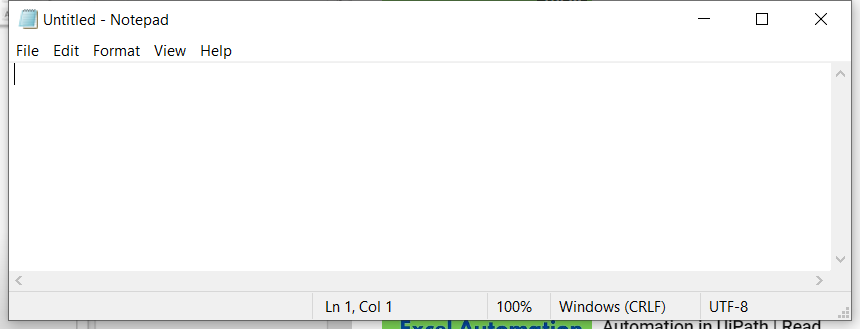 Untitled - Notepad
File Edit Format View Help
Ln 1, Col 1 100% Windows (CRLF) UTF-8
Excel Automation Automation in UiPath | Read